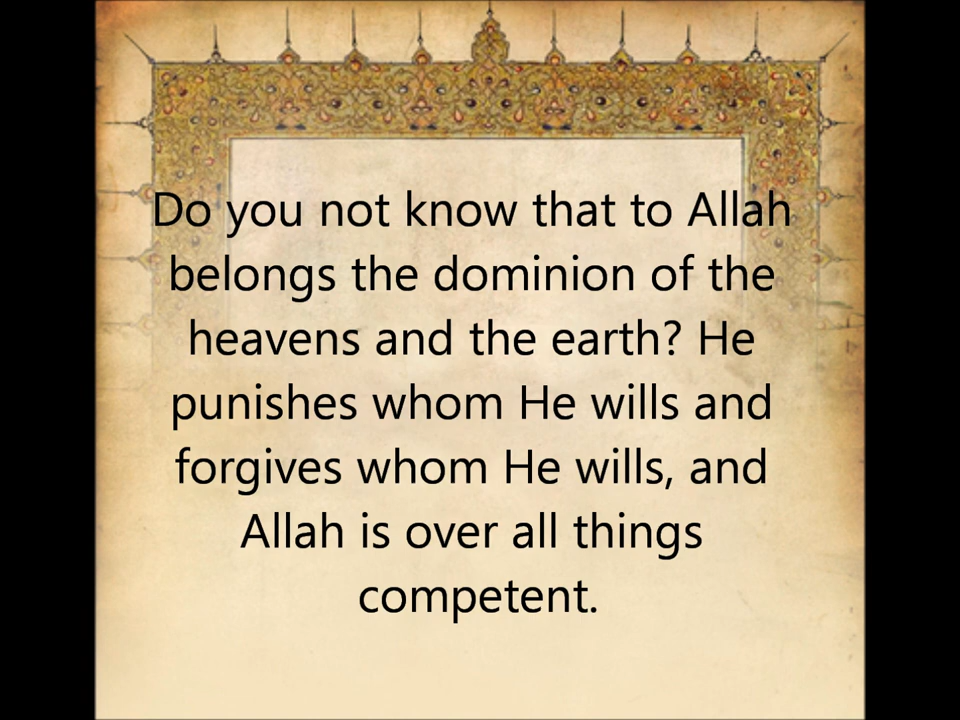 Do you not know that to Allah
belongs the dominion of the
heavens and the earth? He
punishes whom He wills and
forgives whom He wills, and
Allah is over all things
competent.